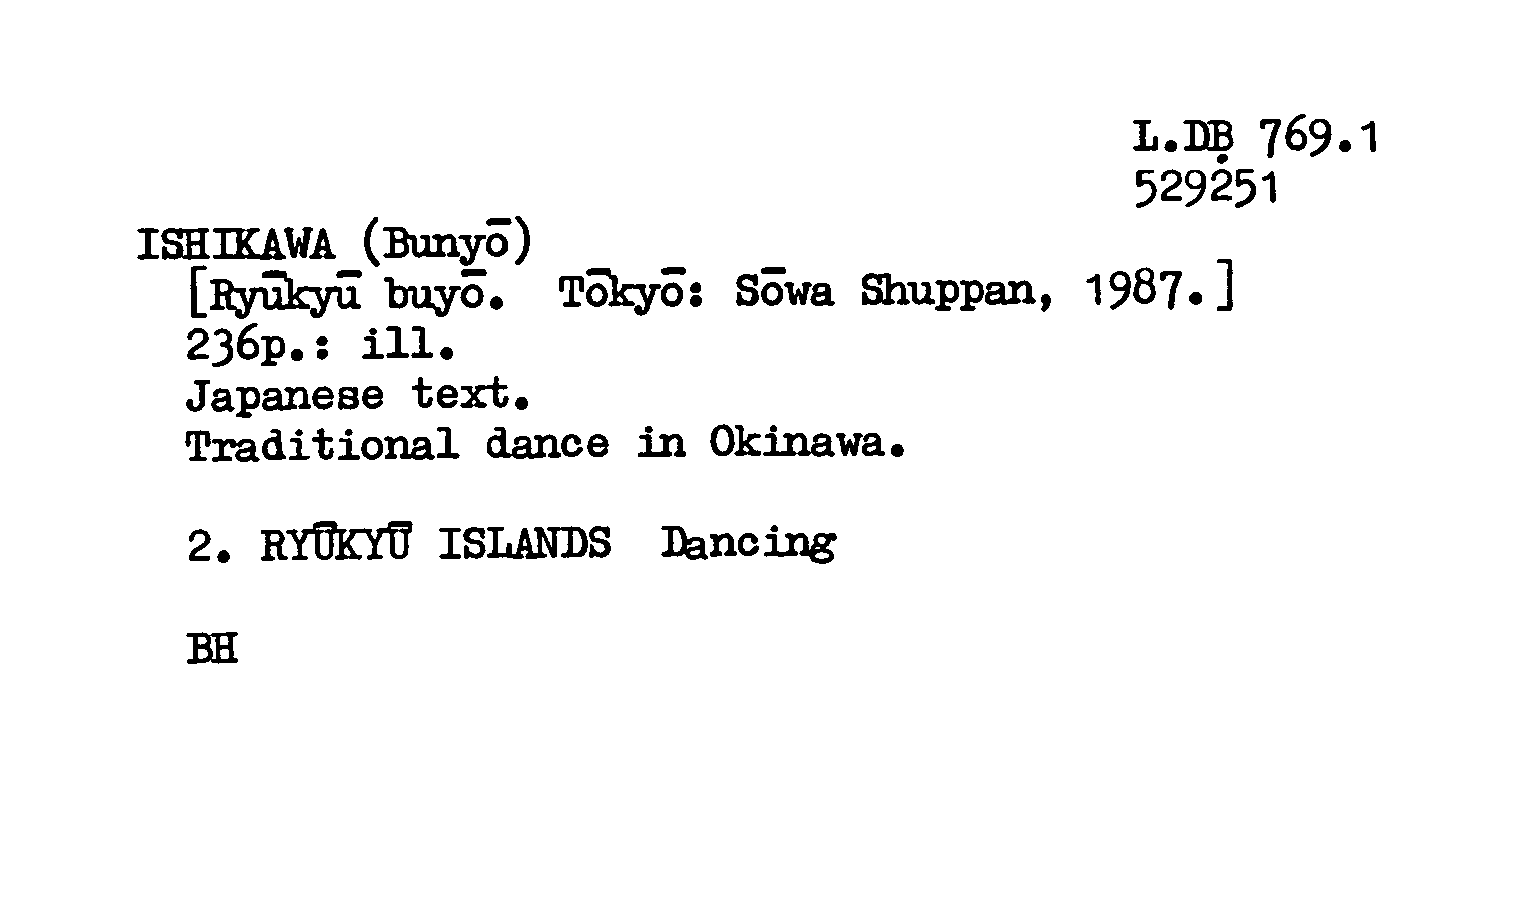 L.DB 769.1
529251
ISHIKAWA (Bunyō)
[Ryūkyū buyō. Tōkyō: Sōwa Shuppan, 1987.]
236p.: ill.
Japanese text.
Traditional dance in Okinawa.
2. RYŪKYŪ ISLANDS Dancing
BH